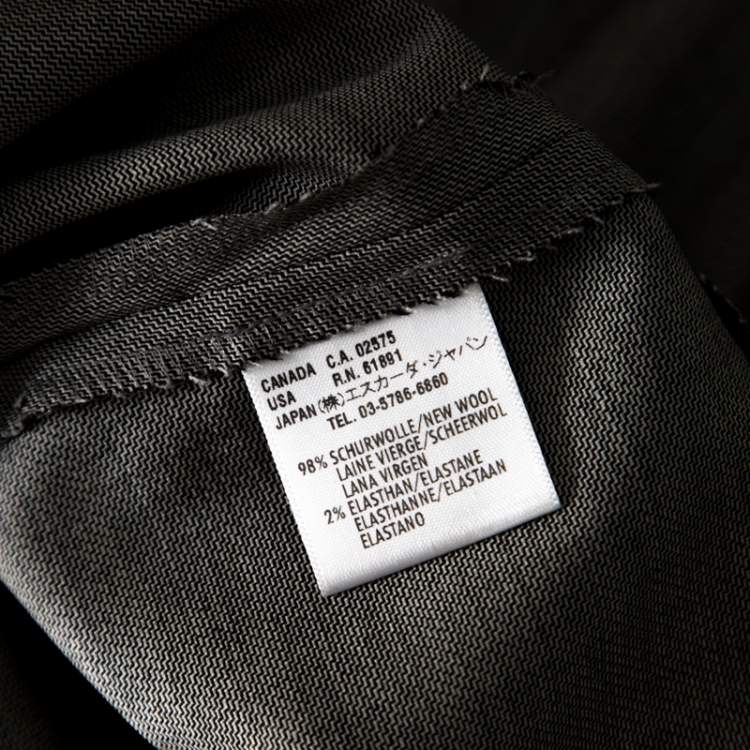 CANADA C.A. 02575
USA R.N. 61891
JAPAN (株)エスカーダ・ジャパン
TEL. 03-5786-6860
98% SCHURWOLLE/NEW WOOL
LAINE VIERGE/SCHEERWOL
LANA VIRGEN
2% ELASTHAN/ELASTANE
ELASTHANNE/ELASTAAN
ELASTANO